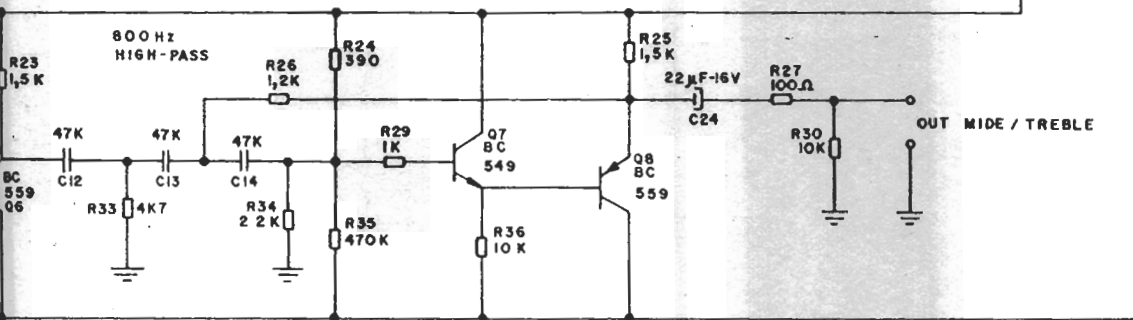 800Hz
HIGH-PASS
R23
1,5K
R24
390
R26
1,2K
R25
1,5K
22µF-16V
C24
R27
100Ω
R30
10K
OUT MIDE / TREBLE
47K
C12
47K
C13
47K
C14
R29
1K
Q7
BC
549
Q8
BC
559
BC
559
Q6
R33
4K7
R34
2 2K
R35
470K
R36
10K